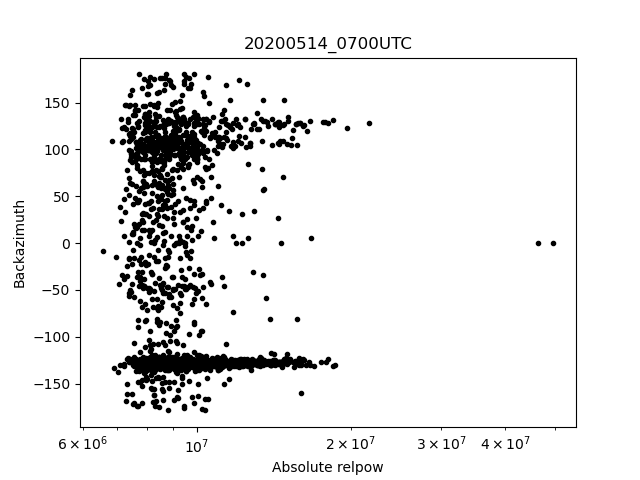 20200514_0700UTC
Backazimuth
150
100
50
0
−50
−100
−150
6 × 10⁶
10⁷
2 × 10⁷
3 × 10⁷
4 × 10⁷
Absolute relpow